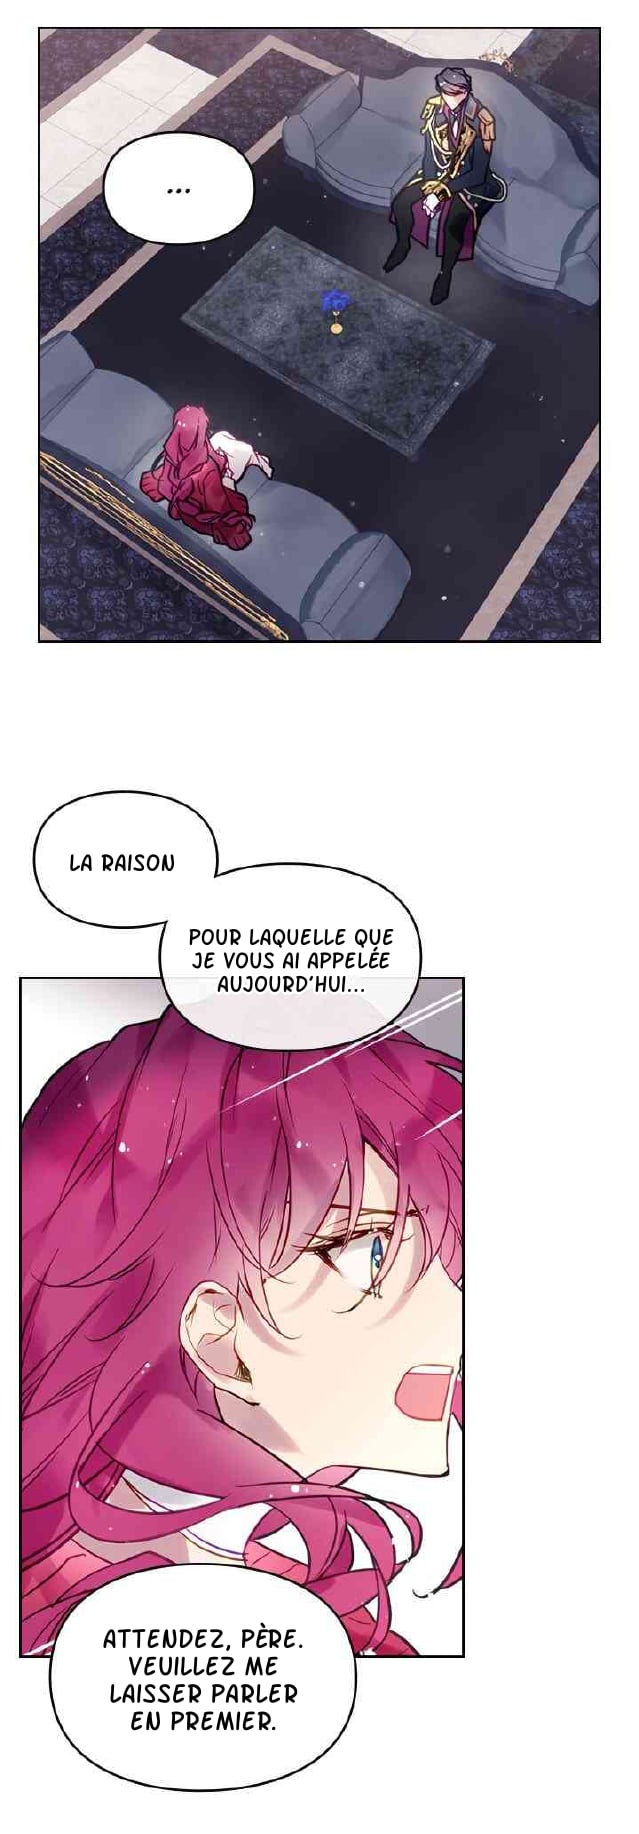 ...
LA RAISON
POUR LAQUELLE QUE
JE VOUS AI APPELÉE
AUJOURD'HUI...
ATTENDEZ, PÈRE.
VEUILLEZ ME
LAISSER PARLER
EN PREMIER.